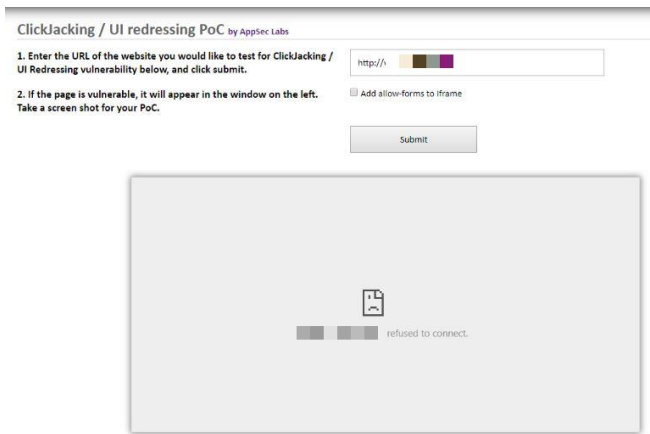 ClickJacking / UI redressing PoC by AppSec Labs
1. Enter the URL of the website you would like to test for ClickJacking /
UI Redressing vulnerability below, and click submit.
http://
2. If the page is vulnerable, it will appear in the window on the left.
Take a screen shot for your PoC.
Add allow-forms to Iframe
Submit
refused to connect.